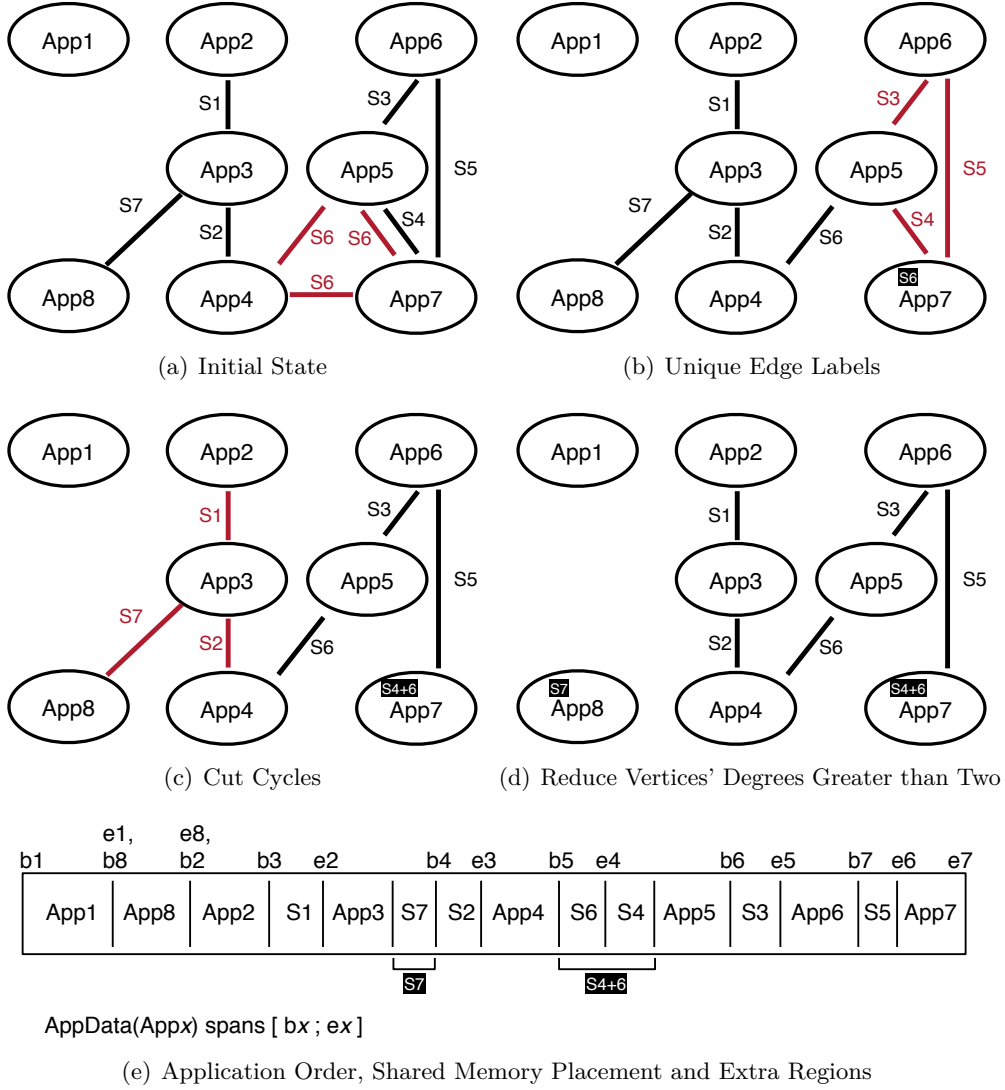 App1 App2 App6
S1 S3
App3 App5 S5
S7 S2 S4
S6 S6
S6
App8 App4 App7
(a) Initial State
App1 App2 App6
S1 S3
App3 App5 S5
S7 S2 S4
S6
S6
App8 App4 App7
(b) Unique Edge Labels
App1 App2 App6
S1 S3
App3 App5 S5
S7 S2 S6
S4+6
App8 App4 App7
(c) Cut Cycles
App1 App2 App6
S1 S3
App3 App5 S5
S2 S6
S7 S4+6
App8 App4 App7
(d) Reduce Vertices' Degrees Greater than Two
e1, e8,
b1 b8 b2 b3 e2 b4 e3 b5 e4 b6 e5 b7 e6 e7
App1 App8 App2 S1 App3 S7 S2 App4 S6 S4 App5 S3 App6 S5 App7
S7 S4+6
AppData(Appx) spans [ bx ; ex ]
(e) Application Order, Shared Memory Placement and Extra Regions